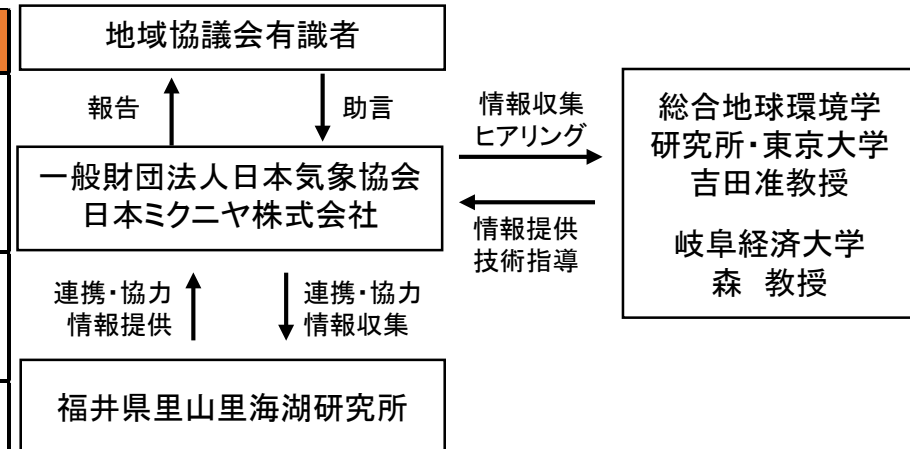 地域協議会有識者
報告
助言
一般財団法人日本気象協会
日本ミクニヤ株式会社
情報収集
ヒアリング
情報提供
技術指導
総合地球環境学
研究所・東京大学
吉田准教授
岐阜経済大学
森　教授
連携・協力
情報提供
連携・協力
情報収集
福井県里山里海湖研究所